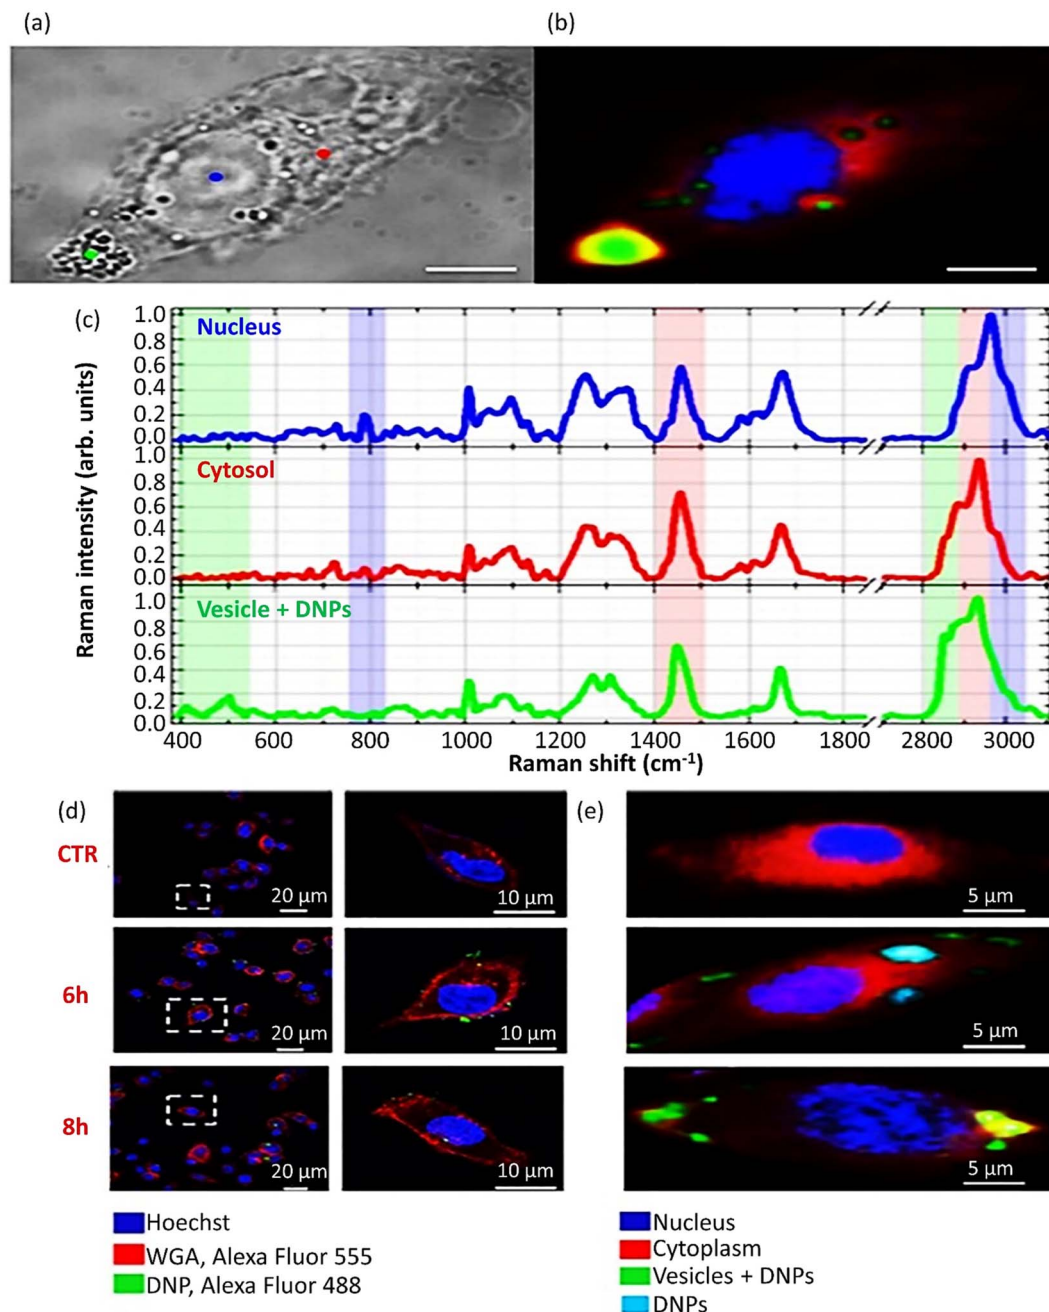 (a)
(b)
(c)
Raman intensity (arb. units)
1.0
0.8
0.6
0.4
0.2
0.0
Nucleus
1.0
0.8
0.6
0.4
0.2
0.0
Cytosol
1.0
0.8
0.6
0.4
0.2
0.0
Vesicle + DNPs
400 600 800 1000 1200 1400 1600 1800 2800 3000
Raman shift (cm⁻¹)
(d)
(e)
CTR
20 µm
10 µm
5 µm
6h
20 µm
10 µm
5 µm
8h
20 µm
10 µm
5 µm
Hoechst
WGA, Alexa Fluor 555
DNP, Alexa Fluor 488
Nucleus
Cytoplasm
Vesicles + DNPs
DNPs